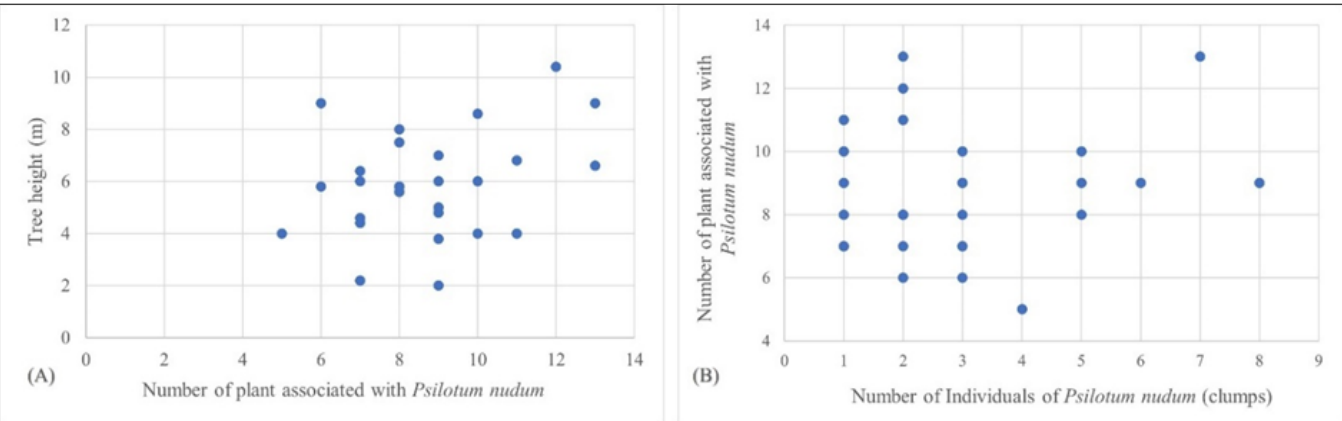 12
10
8
6
4
2
0
Tree height (m)
0 2 4 6 8 10 12 14
(A)
Number of plant associated with Psilotum nudum
14
12
10
8
6
4
Number of plant associated with
Psilotum nudum
0 1 2 3 4 5 6 7 8 9
(B)
Number of Individuals of Psilotum nudum (clumps)